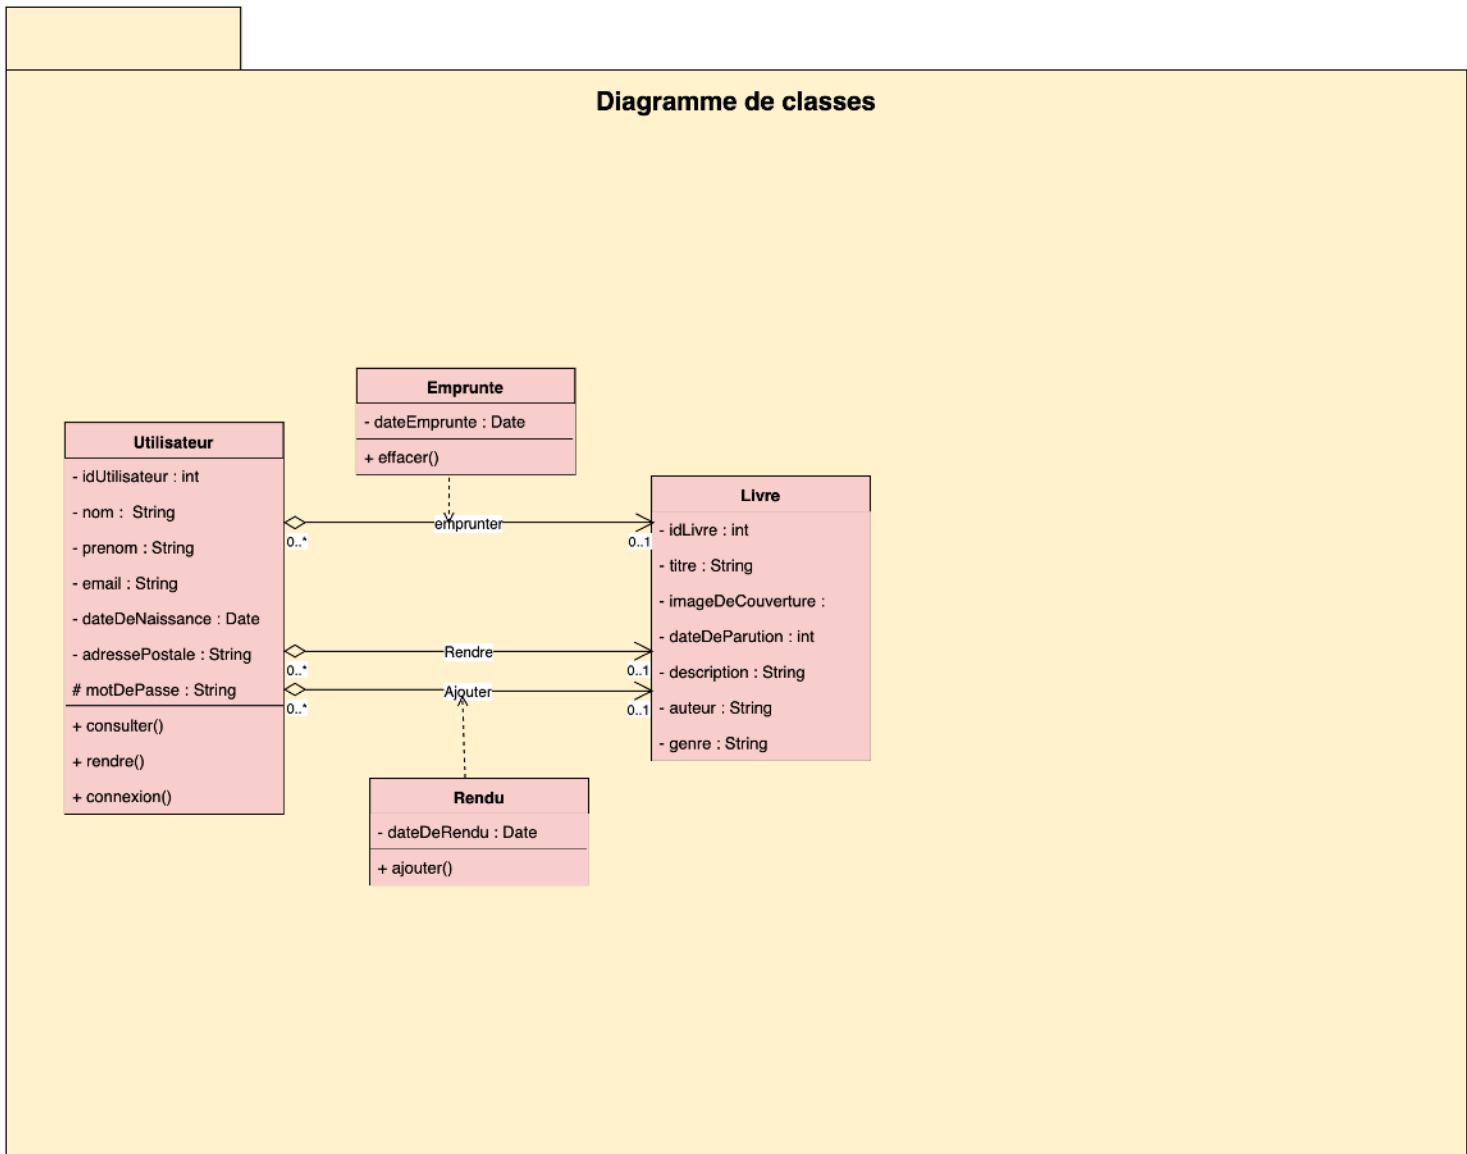 Diagramme de classes
Emprunte
- dateEmprunte : Date
+ effacer()
Utilisateur
- idUtilisateur : int
- nom :  String
- prenom : String
- email : String
- dateDeNaissance : Date
- adressePostale : String
# motDePasse : String
+ consulter()
+ rendre()
+ connexion()
emprunter
0..*
0..1
Rendre
0..*
0..1
Ajouter
0..*
0..1
Livre
- idLivre : int
- titre : String
- imageDeCouverture :
- dateDeParution : int
- description : String
- auteur : String
- genre : String
Rendu
- dateDeRendu : Date
+ ajouter()